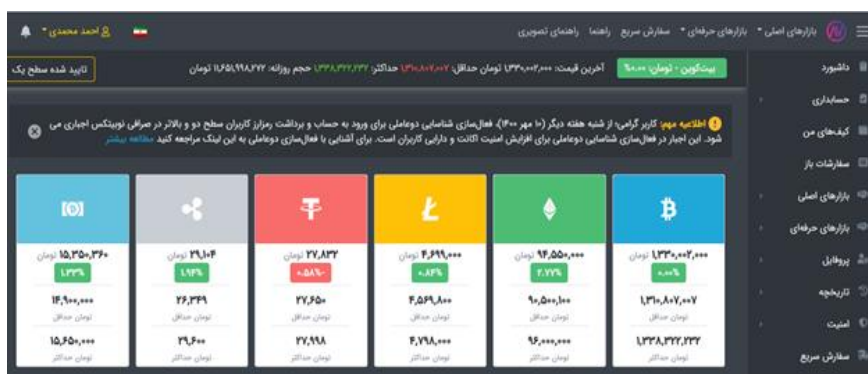 بازارهای اصلی بازارهای حرفه‌ای سفارش سریع راهنما راهنمای تصویری
احمد محمدی
بیت‌کوین - تومان: ۰.۰۰% آخرین قیمت: ۱,۳۳۰,۰۰۲,۰۰۰ تومان حداقل: ۱,۳۱۰,۸۰۷,۰۰۷ حداکثر: ۱,۳۳۸,۳۲۲,۲۳۲ حجم روزانه: ۱۱,۶۵۱,۹۹۸,۲۷۲ تومان
تایید شده سطح یک
اطلاعیه مهم: کاربر گرامی؛ از شنبه هفته دیگر (۱۰ مهر ۱۴۰۰)، فعال‌سازی شناسایی دوعاملی برای ورود به حساب و برداشت رمزارز کاربران سطح دو و بالاتر در صرافی نوبیتکس اجباری می
شود. این اجبار در فعال‌سازی شناسایی دوعاملی برای افزایش امنیت اکانت و دارایی کاربران است. برای آشنایی با فعال‌سازی دوعاملی به این لینک مراجعه کنید مطالعه بیشتر
داشبورد
حسابداری
کیف‌های من
سفارشات باز
بازارهای اصلی
بازارهای حرفه‌ای
پروفایل
تاریخچه
امنیت
سفارش سریع
۱,۳۳۰,۰۰۲,۰۰۰ تومان
۰.۰۰%
۱,۳۱۰,۸۰۷,۰۰۷
تومان حداقل
۱,۳۳۸,۳۲۲,۲۳۲
تومان حداکثر
۹۴,۵۵۰,۰۰۰ تومان
۲.۷۷%
۹۰,۵۰۰,۱۰۰
تومان حداقل
۹۶,۰۰۰,۰۰۰
تومان حداکثر
۴,۶۹۹,۰۰۰ تومان
۰.۸۴%
۴,۵۶۹,۸۰۰
تومان حداقل
۴,۷۹۸,۰۰۰
تومان حداکثر
۲۷,۸۳۲ تومان
-۰.۵۸%
۲۷,۶۵۰
تومان حداقل
۲۷,۹۹۸
تومان حداکثر
۲۹,۱۰۴ تومان
۱.۹۴%
۲۶,۳۴۹
تومان حداقل
۲۹,۶۰۰
تومان حداکثر
۱۵,۳۵۰,۳۶۰ تومان
۱.۳۳%
۱۴,۹۰۰,۰۰۰
تومان حداقل
۱۵,۶۵۰,۰۰۰
تومان حداکثر